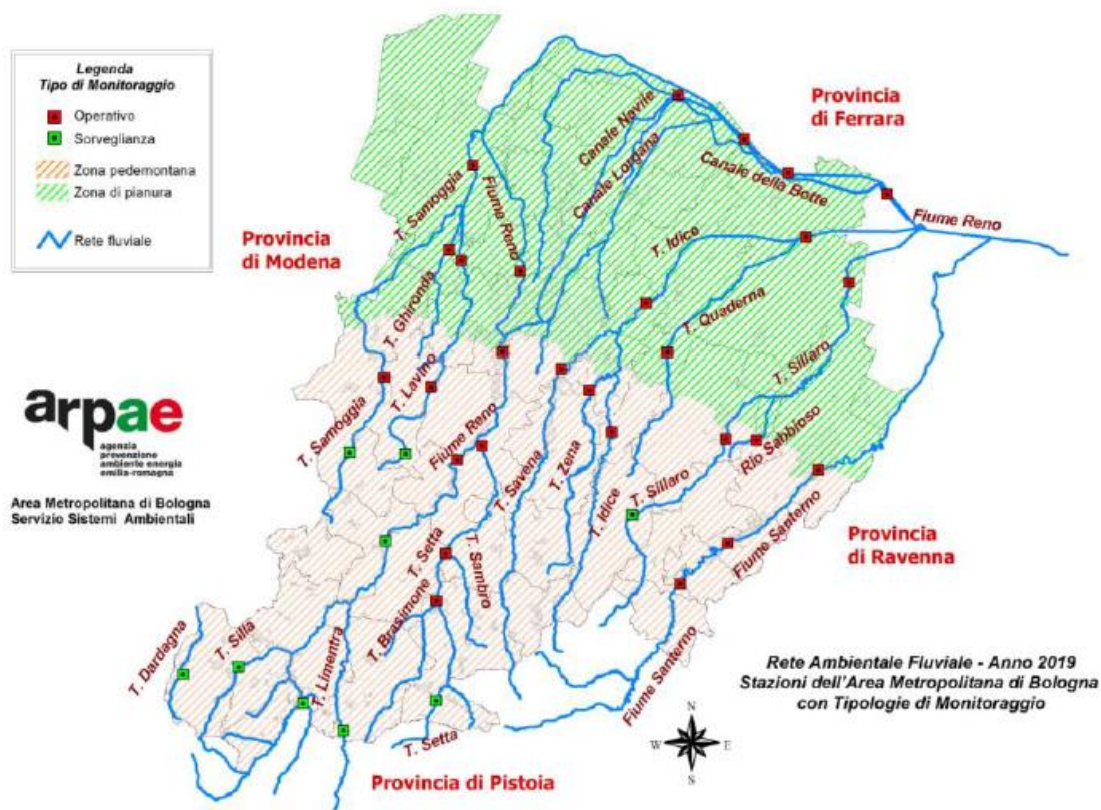 Legenda
Tipo di Monitoraggio
Operativo
Sorveglianza
Zona pedemontana
Zona di pianura
Rete fluviale
Provincia
di Ferrara
Canale Navile
Canale Lorgana
Canale della Botte
Fiume Reno
T. Samoggia
Fiume Reno
Provincia
di Modena
T. Idice
T. Ghironda
T. Quaderna
T. Sillaro
T. Lavino
arpae
agenzia
prevenzione
ambiente energia
emilia-romagna
Area Metropolitana di Bologna
Servizio Sistemi Ambientali
T. Samoggia
Fiume Reno
T. Savena
T. Zena
T. Idice
T. Sillaro
Rio Sabbioso
Fiume Santerno
Provincia
di Ravenna
T. Setta
T. Sambro
T. Brasimone
T. Dardagna
T. Silla
T. Limentra
T. Setta
Fiume Santerno
Rete Ambientale Fluviale - Anno 2019
Stazioni dell'Area Metropolitana di Bologna
con Tipologie di Monitoraggio
N
W E
S
Provincia di Pistoia